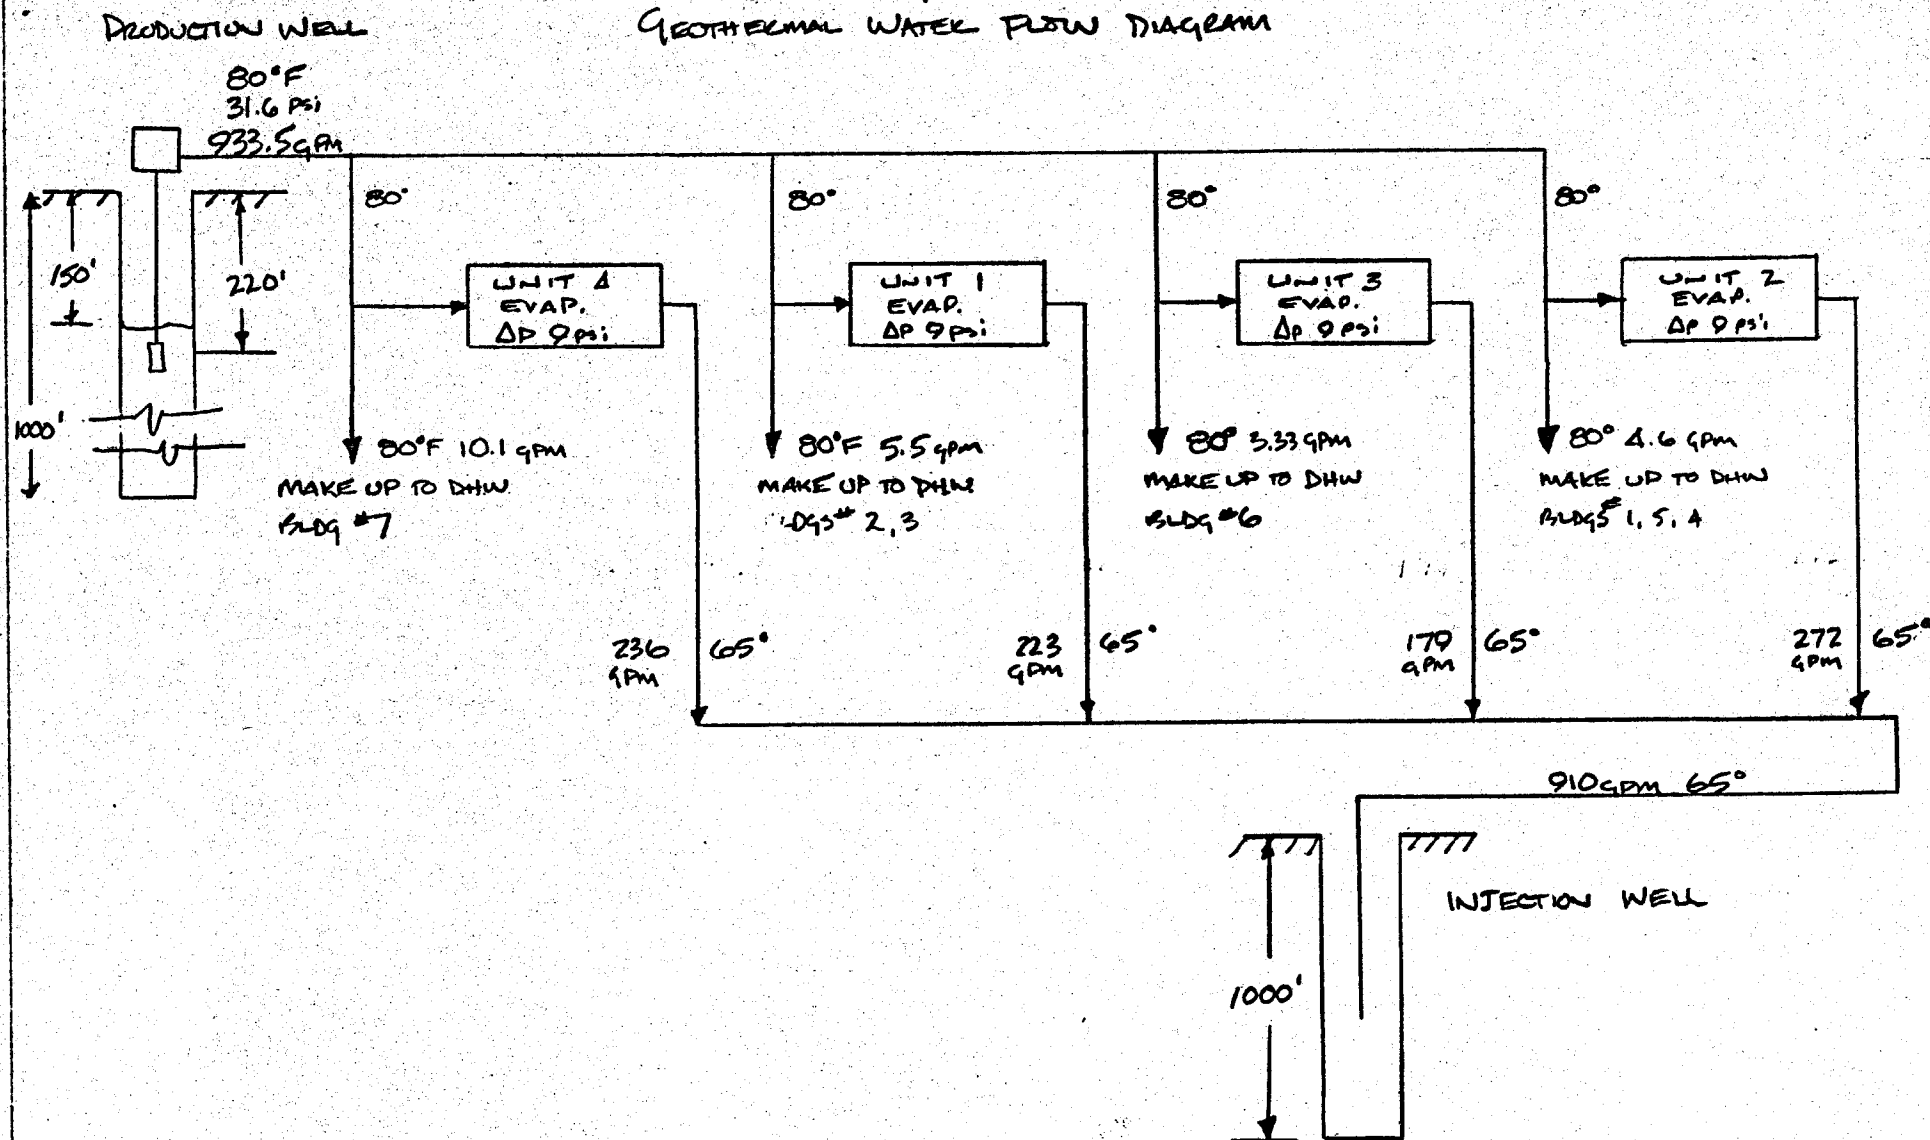 PRODUCTION WELL
GEOTHERMAL WATER FLOW DIAGRAM
80°F
31.6 psi
933.5 GPM
80°
80°
80°
80°
150'
220'
1000'
UNIT 4
EVAP.
ΔP 9 psi
UNIT 1
EVAP.
ΔP 9 psi
UNIT 3
EVAP.
Δp 9 psi
UNIT 2
EVAP.
ΔP 9 psi
80°F 10.1 GPM
MAKE UP TO DHW
BLDG #7
80°F 5.5 GPM
MAKE UP TO DHW
LDGS# 2, 3
80° 3.33 GPM
MAKE UP TO DHW
BLDG #6
80° 4.6 GPM
MAKE UP TO DHW
BLDGS# 1, 5, 4
236 65°
GPM
223 65°
GPM
179 65°
GPM
272 65°
GPM
910 GPM 65°
INJECTION WELL
1000'